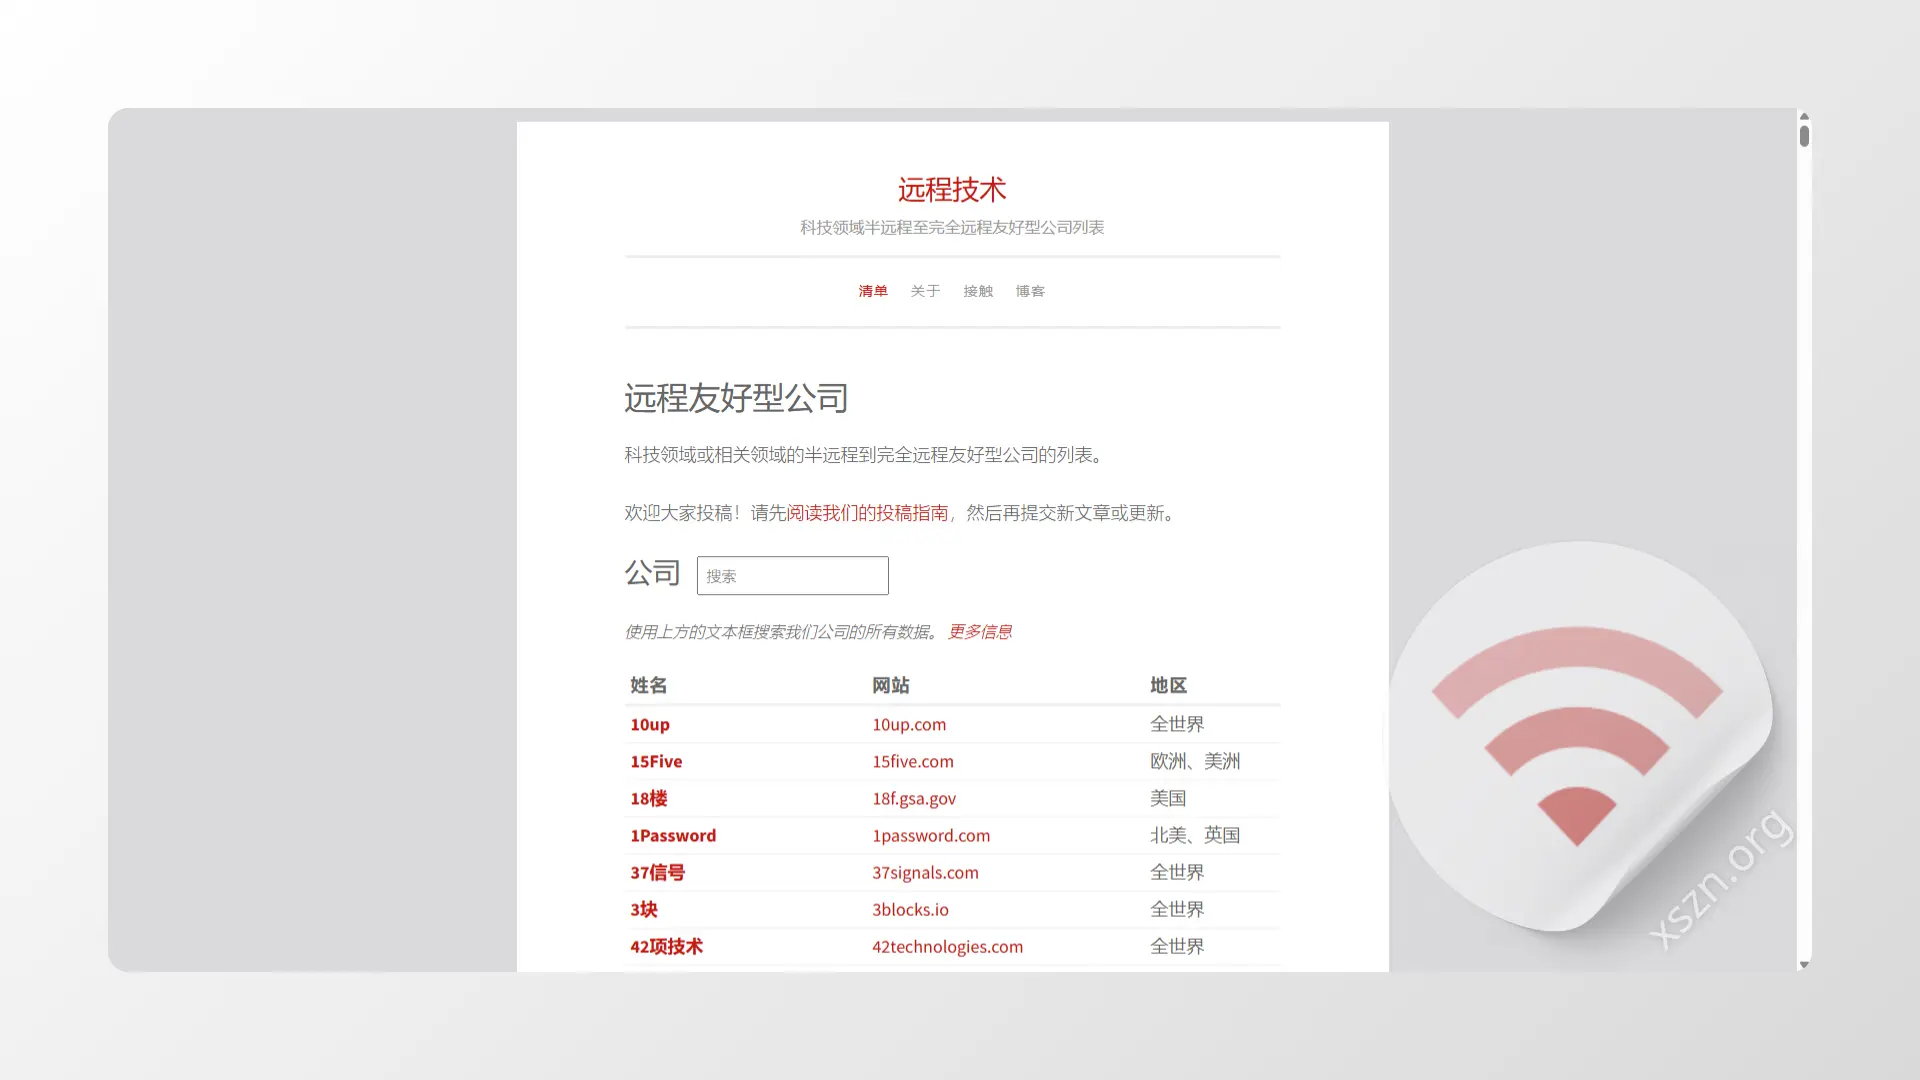 远程技术
科技领域半远程至完全远程友好型公司列表
清单 关于 接触 博客
远程友好型公司
科技领域或相关领域的半远程到完全远程友好型公司的列表。
欢迎大家投稿！请先阅读我们的投稿指南，然后再提交新文章或更新。
公司 搜索
使用上方的文本框搜索我们公司的所有数据。 更多信息
姓名 网站 地区
10up 10up.com 全世界
15Five 15five.com 欧洲、美洲
18楼 18f.gsa.gov 美国
1Password 1password.com 北美、英国
37信号 37signals.com 全世界
3块 3blocks.io 全世界
42项技术 42technologies.com 全世界
xszn.org